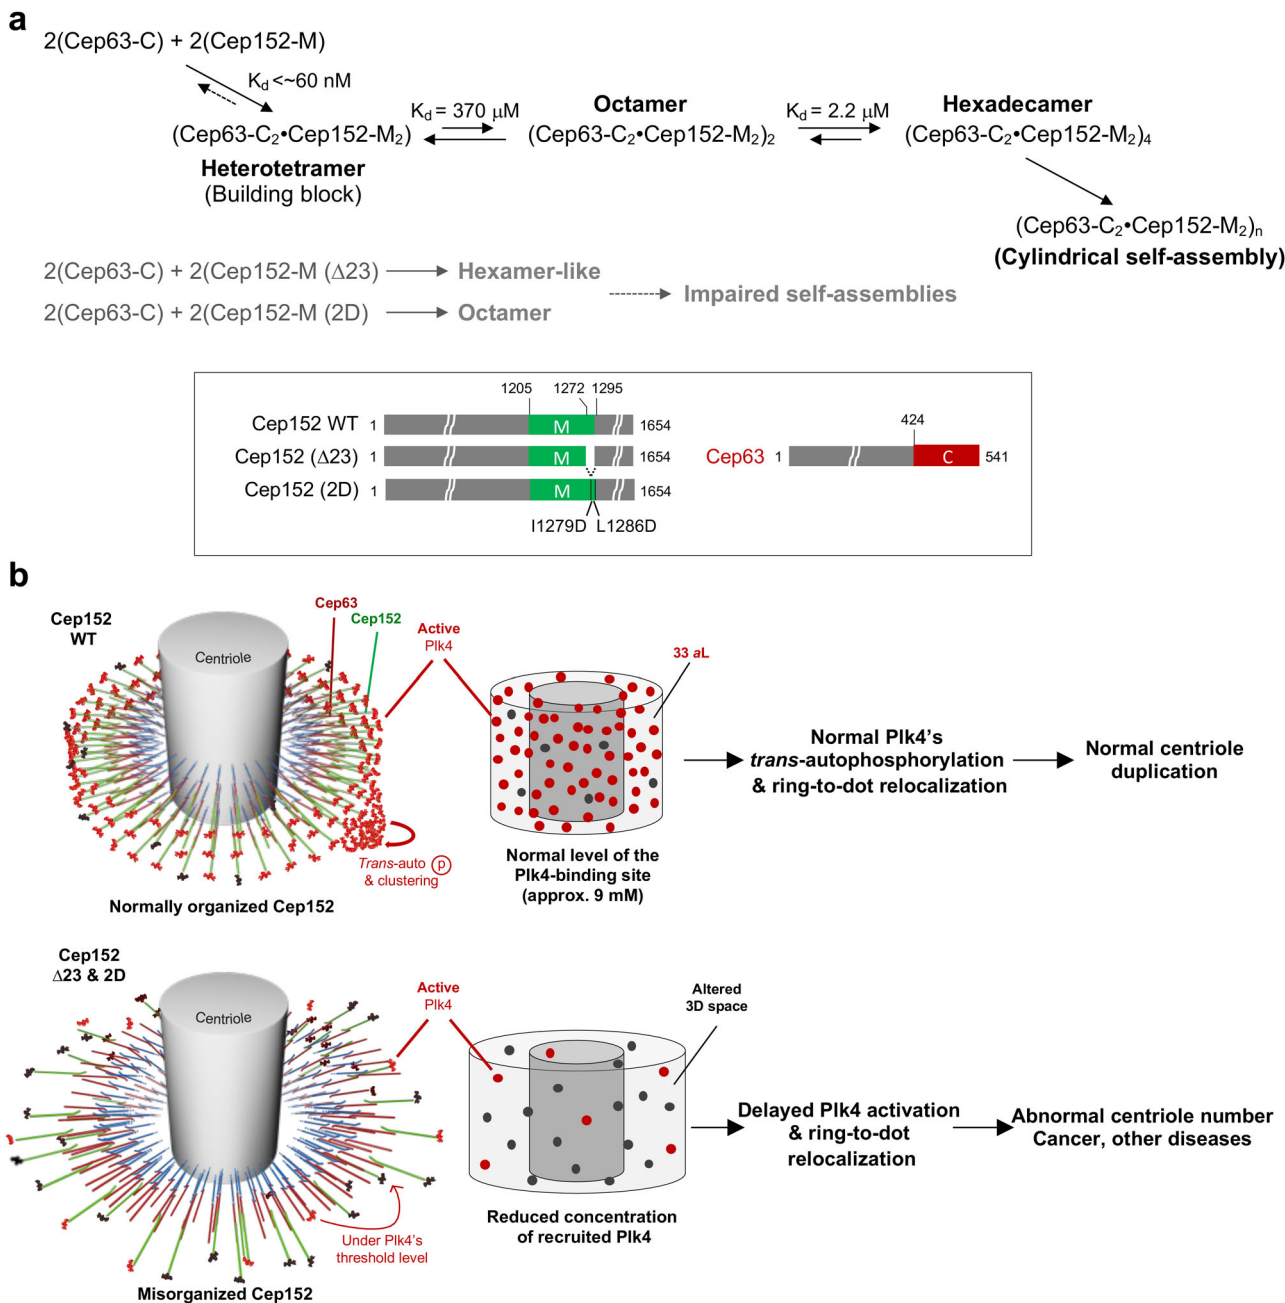 a
2(Cep63-C) + 2(Cep152-M)
K_d <~60 nM
(Cep63-C₂•Cep152-M₂)
Heterotetramer
(Building block)
K_d = 370 μM
Octamer
(Cep63-C₂•Cep152-M₂)₂
K_d = 2.2 μM
Hexadecamer
(Cep63-C₂•Cep152-M₂)₄
(Cep63-C₂•Cep152-M₂)ₙ
(Cylindrical self-assembly)
2(Cep63-C) + 2(Cep152-M (Δ23)
Hexamer-like
2(Cep63-C) + 2(Cep152-M (2D)
Octamer
Impaired self-assemblies
1205 1272 1295
Cep152 WT 1 M 1654
Cep152 (Δ23) 1 M 1654
Cep152 (2D) 1 M 1654
I1279D L1286D
424
Cep63 1 C 541
b
Cep152
WT
Centriole
Cep63
Cep152
Active
Plk4
33 aL
Trans-auto p
& clustering
Normally organized Cep152
Normal level of the
Plk4-binding site
(approx. 9 mM)
Normal Plk4's
trans-autophosphorylation
& ring-to-dot relocalization
Normal centriole
duplication
Cep152
Δ23 & 2D
Centriole
Active
Plk4
Altered
3D space
Under Plk4's
threshold level
Misorganized Cep152
Reduced concentration
of recruited Plk4
Delayed Plk4 activation
& ring-to-dot
relocalization
Abnormal centriole number
Cancer, other diseases